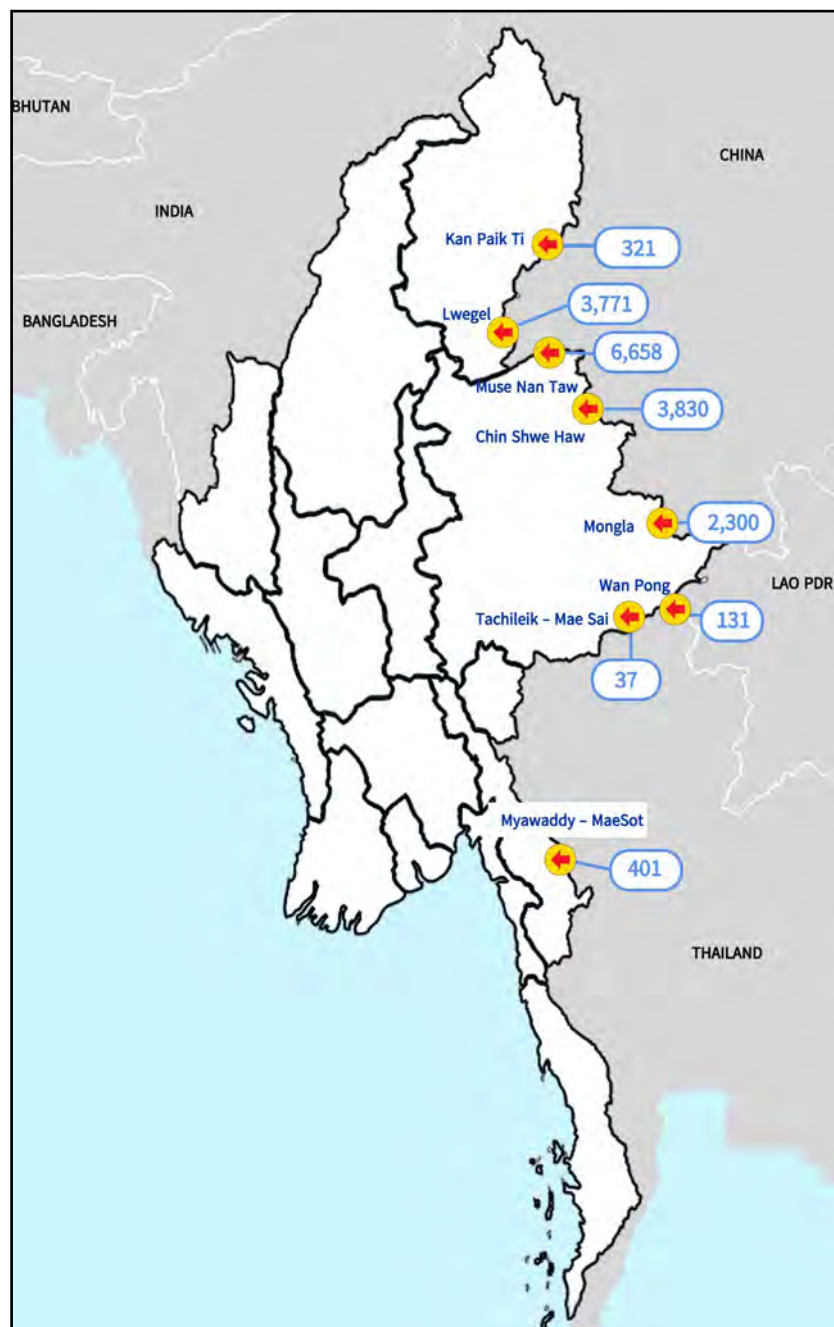 BHUTAN
CHINA
INDIA
Kan Paik Ti
321
Lwegel
3,771
BANGLADESH
6,658
Muse Nan Taw
3,830
Chin Shwe Haw
Mongla
2,300
Wan Pong
LAO PDR
Tachileik – Mae Sai
131
37
Myawaddy – MaeSot
401
THAILAND